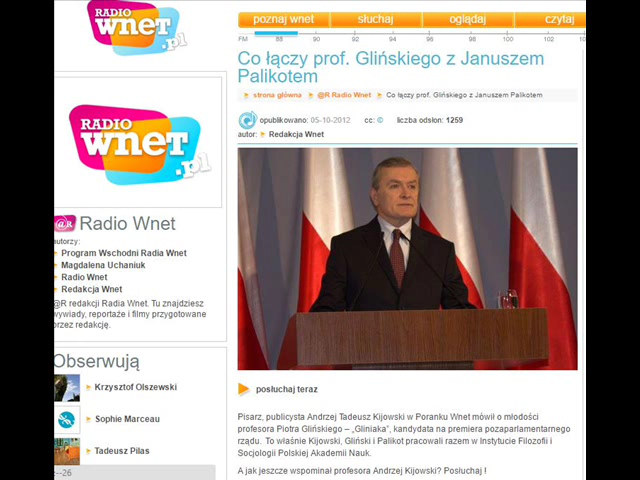 RADIO
wnet
.pl
poznaj wnet
słuchaj
oglądaj
czytaj
FM 88 90 92 94 96 98 100 102 104
Co łączy prof. Glińskiego z Januszem
Palikotem
strona główna @R Radio Wnet Co łączy prof. Glińskiego z Januszem Palikotem
opublikowano: 05-10-2012 cc: © liczba odsłon: 1259
autor: Redakcja Wnet
RADIO
wnet
.pl
@R Radio Wnet
autorzy:
Program Wschodni Radia Wnet
Magdalena Uchaniuk
Radio Wnet
Redakcja Wnet
@R redakcji Radia Wnet. Tu znajdziesz
wywiady, reportaże i filmy przygotowane
przez redakcję.
Obserwują
Krzysztof Olszewski
Sophie Marceau
Tadeusz Pilas
--26
posłuchaj teraz
Pisarz, publicysta Andrzej Tadeusz Kijowski w Poranku Wnet mówił o młodości
profesora Piotra Glińskiego – „Gliniaka”, kandydata na premiera pozaparlamentarnego
rządu. To właśnie Kijowski, Gliński i Palikot pracowali razem w Instytucie Filozofii i
Socjologii Polskiej Akademii Nauk.
A jak jeszcze wspominał profesora Andrzej Kijowski? Posłuchaj !